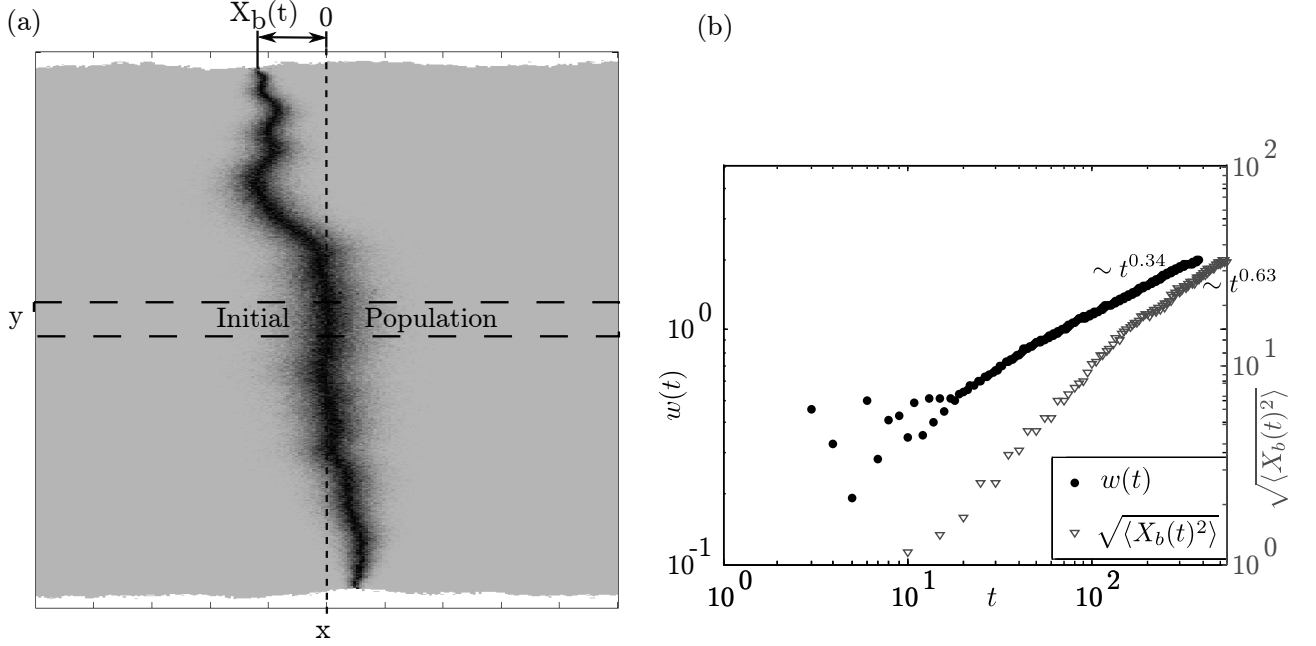 (a)
X_b(t) 0
y
Initial Population
x
(b)
w(t)
10^0
10^-1
10^0 10^1 10^2
t
10^2
10^1
10^0
√⟨X_b(t)^2⟩
∼ t^0.34
∼ t^0.63
w(t)
√⟨X_b(t)^2⟩